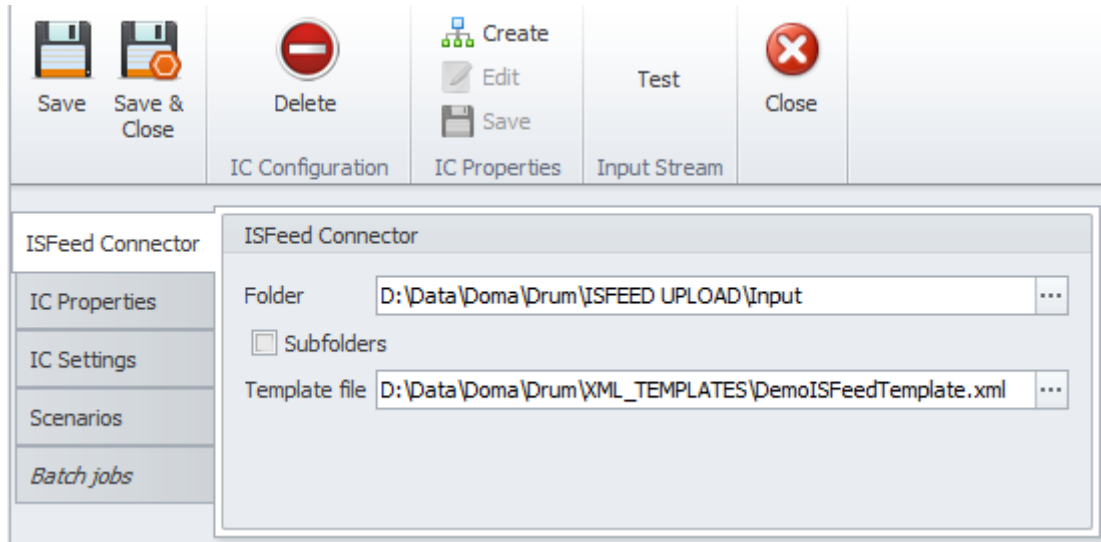 Create
Edit
Save
Save
Save &
Close
Delete
Test
Close
IC Configuration
IC Properties
Input Stream
ISFeed Connector
IC Properties
IC Settings
Scenarios
Batch jobs
ISFeed Connector
Folder D:\Data\Doma\Drum\ISFEED UPLOAD\Input ...
Subfolders
Template file D:\Data\Doma\Drum\XML_TEMPLATES\DemoISFeedTemplate.xml ...